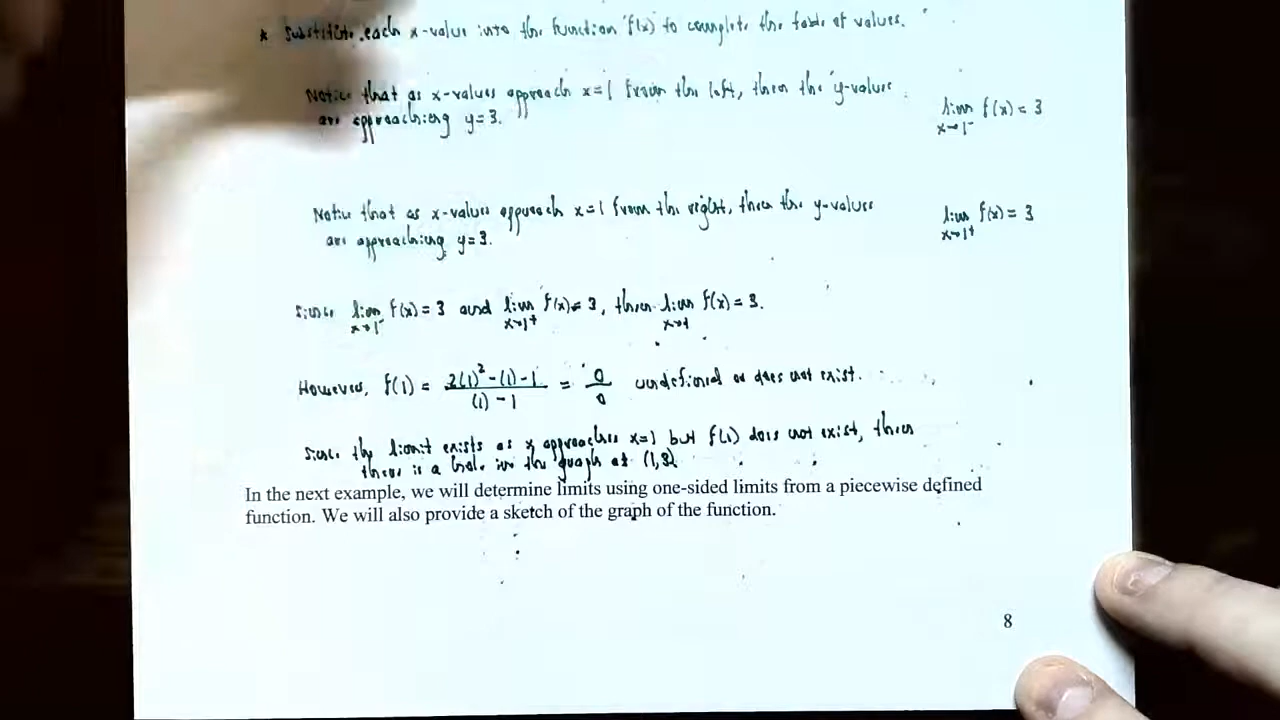 * Substitute each x-value into the function f(x) to complete the table of values.
Notice that as x-values approach x=1 from the left, then the y-values
are approaching y=3.
lim f(x) = 3
x→1⁻
Notice that as x-values approach x=1 from the right, then the y-values
are approaching y=3.
lim f(x) = 3
x→1⁺
Since lim f(x) = 3 and lim f(x) = 3, then lim f(x) = 3.
x→1⁻ x→1⁺ x→1
However, f(1) = 2(1)²-(1)-1 / (1)-1 = 0/0 undefined or does not exist.
Since the limit exists as x approaches x=1 but f(1) does not exist, then
there is a hole in the graph at (1,3)
In the next example, we will determine limits using one-sided limits from a piecewise defined
function. We will also provide a sketch of the graph of the function.
8